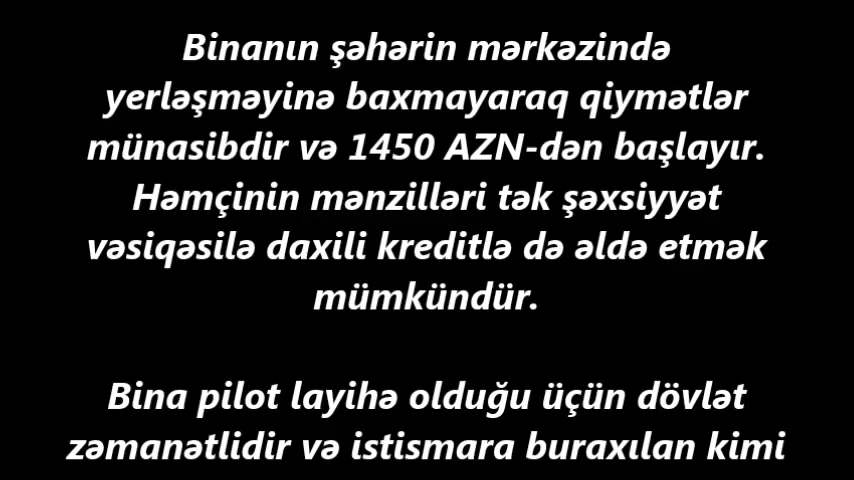 Binanın şəhərin mərkəzində
yerləşməyinə baxmayaraq qiymətlər
münasibdir və 1450 AZN-dən başlayır.
Həmçinin mənzilləri tək şəxsiyyət
vəsiqəsilə daxili kreditlə də əldə etmək
mümkündür.
Bina pilot layihə olduğu üçün dövlət
zəmanətlidir və istismara buraxılan kimi